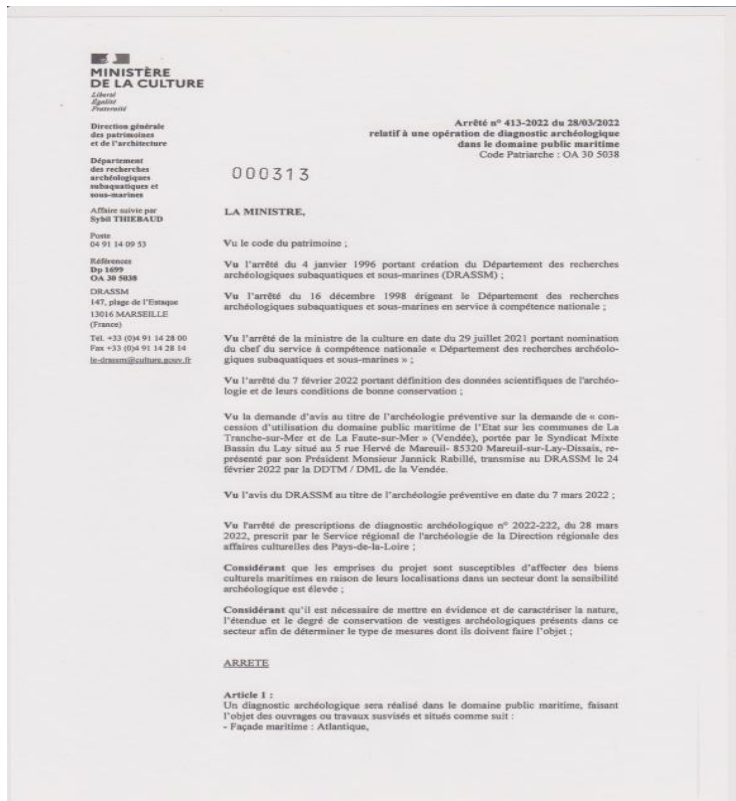 MINISTÈRE
DE LA CULTURE
Liberté
Égalité
Fraternité
Direction générale
des patrimoines
et de l'architecture
Département
des recherches
archéologiques
subaquatiques et
sous-marines
Affaire suivie par
Sybil THIEBAUD
Poste
04 91 14 09 53
Références
Dp 1699
OA 30 5038
DRASSM
147, plage de l'Estaque
13016 MARSEILLE
(France)
Tél. +33 (0)4 91 14 28 00
Fax +33 (0)4 91 14 28 14
le-drassm@culture.gouv.fr
Arrêté n° 413-2022 du 28/03/2022
relatif à une opération de diagnostic archéologique
dans le domaine public maritime
Code Patriarche : OA 30 5038
000313
LA MINISTRE,
Vu le code du patrimoine ;
Vu l'arrêté du 4 janvier 1996 portant création du Département des recherches
archéologiques subaquatiques et sous-marines (DRASSM) ;
Vu l'arrêté du 16 décembre 1998 érigeant le Département des recherches
archéologiques subaquatiques et sous-marines en service à compétence nationale ;
Vu l'arrêté de la ministre de la culture en date du 29 juillet 2021 portant nomination
du chef du service à compétence nationale « Département des recherches archéolo-
giques subaquatiques et sous-marines » ;
Vu l'arrêté du 7 février 2022 portant définition des données scientifiques de l'archéo-
logie et de leurs conditions de bonne conservation ;
Vu la demande d'avis au titre de l'archéologie préventive sur la demande de « con-
cession d'utilisation du domaine public maritime de l'Etat sur les communes de La
Tranche-sur-Mer et de La Faute-sur-Mer » (Vendée), portée par le Syndicat Mixte
Bassin du Lay situé au 5 rue Hervé de Mareuil- 85320 Mareuil-sur-Lay-Dissais, re-
présenté par son Président Monsieur Jannick Rabillé, transmise au DRASSM le 24
février 2022 par la DDTM / DML de la Vendée.
Vu l'avis du DRASSM au titre de l'archéologie préventive en date du 7 mars 2022 ;
Vu l'arrêté de prescriptions de diagnostic archéologique n° 2022-222, du 28 mars
2022, prescrit par le Service régional de l'archéologie de la Direction régionale des
affaires culturelles des Pays-de-la-Loire ;
Considérant que les emprises du projet sont susceptibles d'affecter des biens
culturels maritimes en raison de leurs localisations dans un secteur dont la sensibilité
archéologique est élevée ;
Considérant qu'il est nécessaire de mettre en évidence et de caractériser la nature,
l'étendue et le degré de conservation de vestiges archéologiques présents dans ce
secteur afin de déterminer le type de mesures dont ils doivent faire l'objet ;
ARRETE
Article 1 :
Un diagnostic archéologique sera réalisé dans le domaine public maritime, faisant
l'objet des ouvrages ou travaux susvisés et situés comme suit :
- Façade maritime : Atlantique,